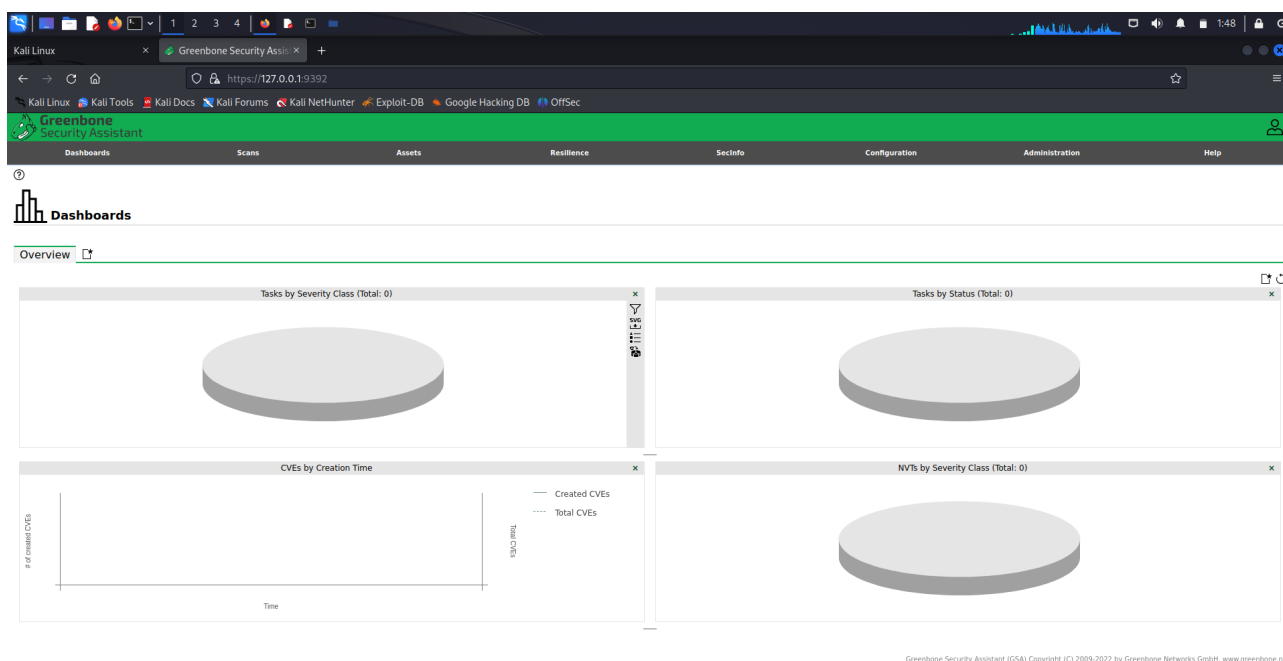 1 2 3 4 1:48
Kali Linux × Greenbone Security Assis × +
https://127.0.0.1:9392
Kali Linux Kali Tools Kali Docs Kali Forums Kali NetHunter Exploit-DB Google Hacking DB OffSec
Greenbone
Security Assistant
Dashboards Scans Assets Resilience SecInfo Configuration Administration Help
Dashboards
Overview
Tasks by Severity Class (Total: 0) ×
SVG
Tasks by Status (Total: 0) ×
CVEs by Creation Time ×
Created CVEs
Total CVEs
# of created CVEs
Total CVEs
Time
NVTs by Severity Class (Total: 0) ×
Greenbone Security Assistant (GSA) Copyright (C) 2009-2022 by Greenbone Networks GmbH, www.greenbone.n